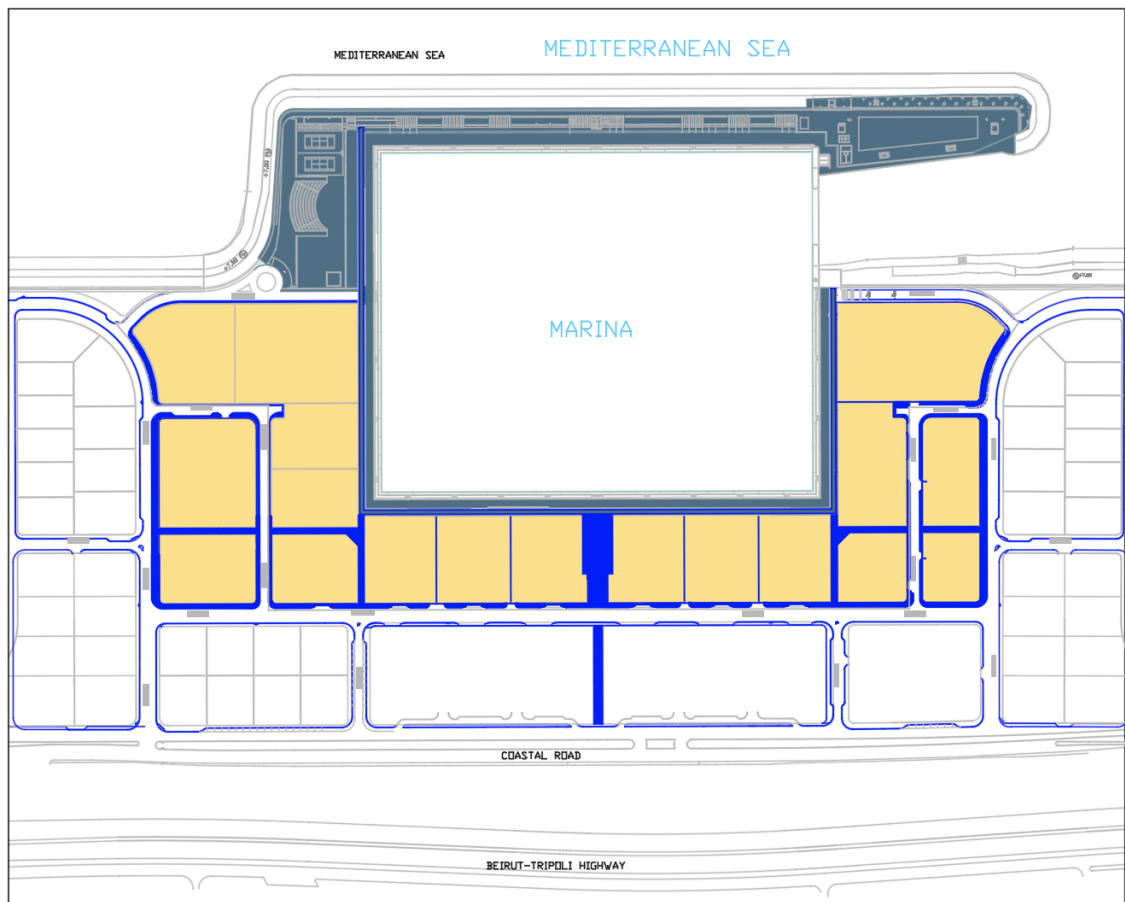 MEDITERRANEAN SEA
MEDITERRANEAN SEA
MARINA
COASTAL ROAD
BEIRUT-TRIPOLI HIGHWAY